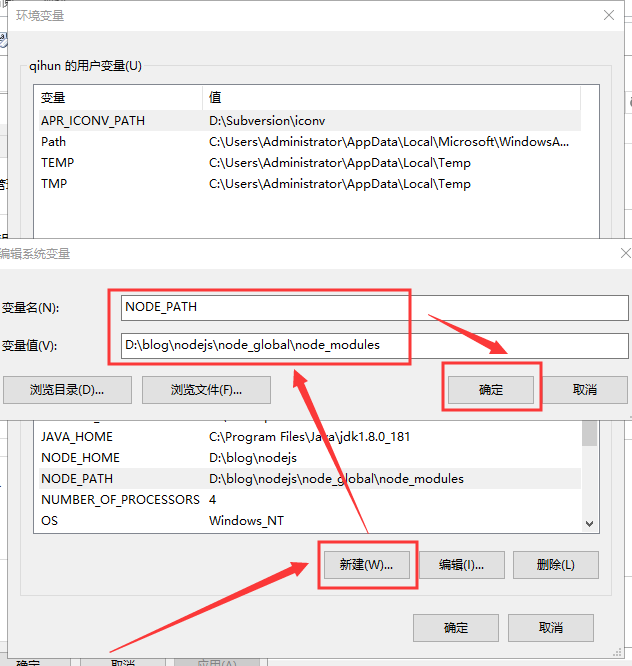 环境变量
qihun 的用户变量(U)
变量 值
APR_ICONV_PATH D:\Subversion\iconv
Path C:\Users\Administrator\AppData\Local\Microsoft\WindowsA...
TEMP C:\Users\Administrator\AppData\Local\Temp
TMP C:\Users\Administrator\AppData\Local\Temp
编辑系统变量
变量名(N): NODE_PATH
变量值(V): D:\blog\nodejs\node_global\node_modules
浏览目录(D)... 浏览文件(F)... 确定 取消
JAVA_HOME C:\Program Files\Java\jdk1.8.0_181
NODE_HOME D:\blog\nodejs
NODE_PATH D:\blog\nodejs\node_global\node_modules
NUMBER_OF_PROCESSORS 4
OS Windows_NT
新建(W)... 编辑(I)... 删除(L)
确定 取消
确定 取消 应用(A)